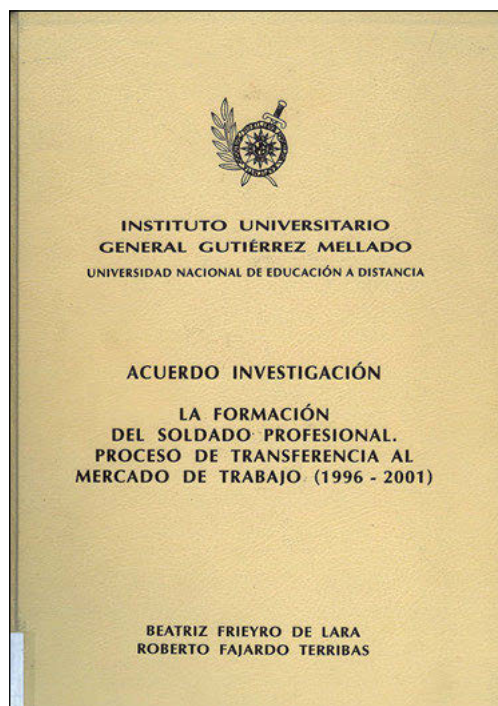 INSTITUTO UNIVERSITARIO
GENERAL GUTIÉRREZ MELLADO
UNIVERSIDAD NACIONAL DE EDUCACIÓN A DISTANCIA
ACUERDO INVESTIGACIÓN
LA FORMACIÓN
DEL SOLDADO PROFESIONAL.
PROCESO DE TRANSFERENCIA AL
MERCADO DE TRABAJO (1996 - 2001)
BEATRIZ FRIEYRO DE LARA
ROBERTO FAJARDO TERRIBAS